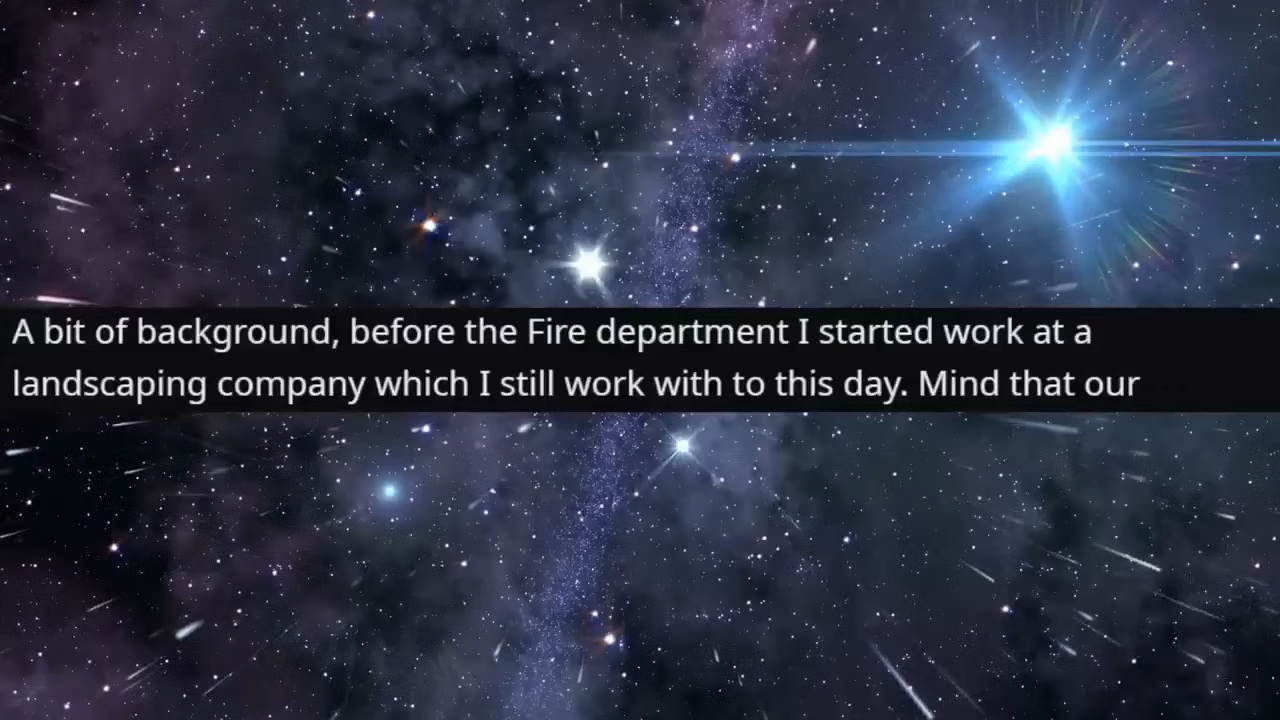 A bit of background, before the Fire department I started work at a
landscaping company which I still work with to this day. Mind that our